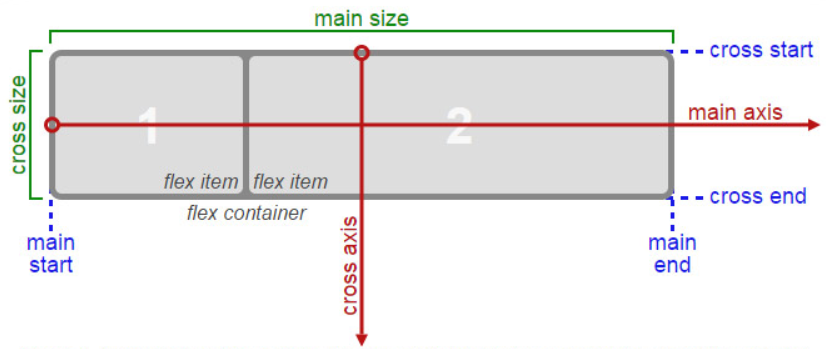 main size
cross start
cross size
1
2
main axis
flex item
flex item
cross end
flex container
main
start
cross axis
main
end